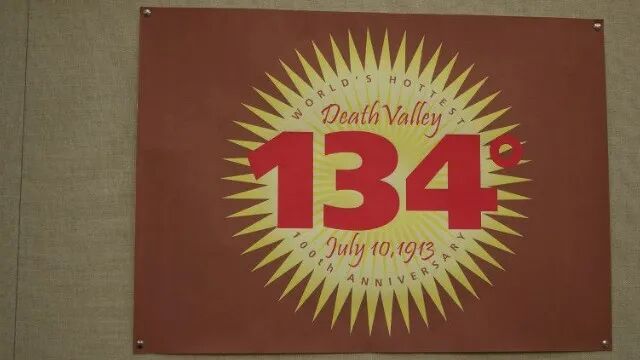 WORLD'S HOTTEST
Death Valley
134°
July 10, 1913
100th ANNIVERSARY